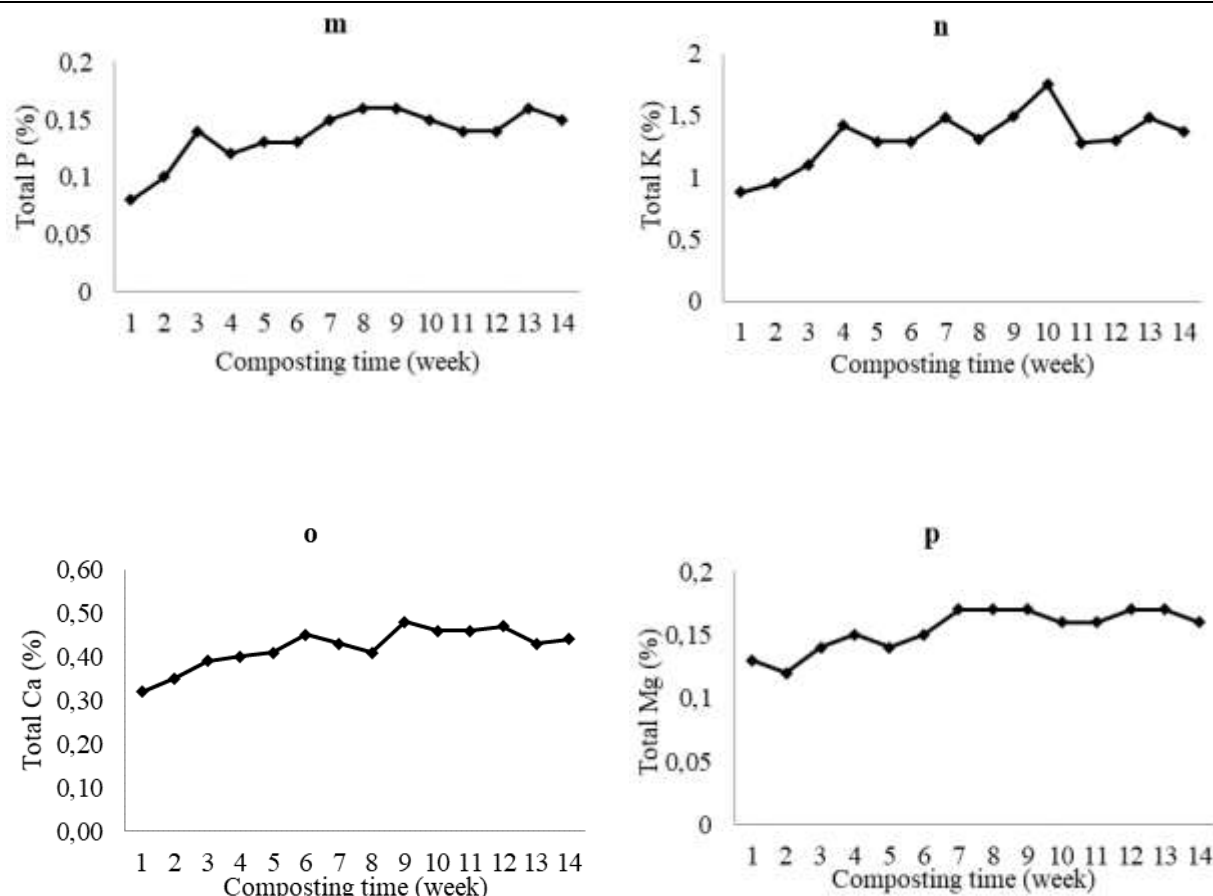 m
Total P (%)
0,2
0,15
0,1
0,05
0
1 2 3 4 5 6 7 8 9 10 11 12 13 14
Composting time (week)
n
Total K (%)
2
1,5
1
0,5
0
1 2 3 4 5 6 7 8 9 10 11 12 13 14
Composting time (week)
o
Total Ca (%)
0,60
0,50
0,40
0,30
0,20
0,10
0,00
1 2 3 4 5 6 7 8 9 10 11 12 13 14
Composting time (week)
p
Total Mg (%)
0,2
0,15
0,1
0,05
0
1 2 3 4 5 6 7 8 9 10 11 12 13 14
Composting time (week)